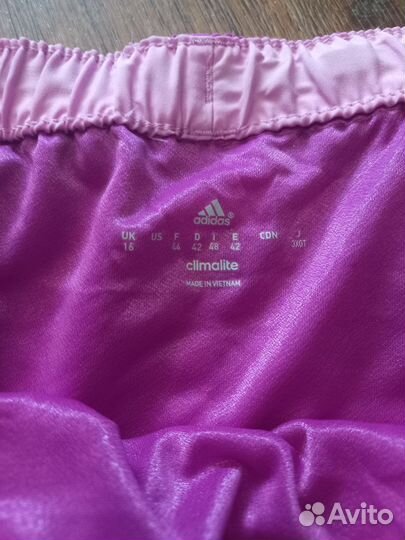 adidas®
UK US F D I E CDN J
16 44 42 48 42 3XOT
climalite
MADE IN VIETNAM
Avito